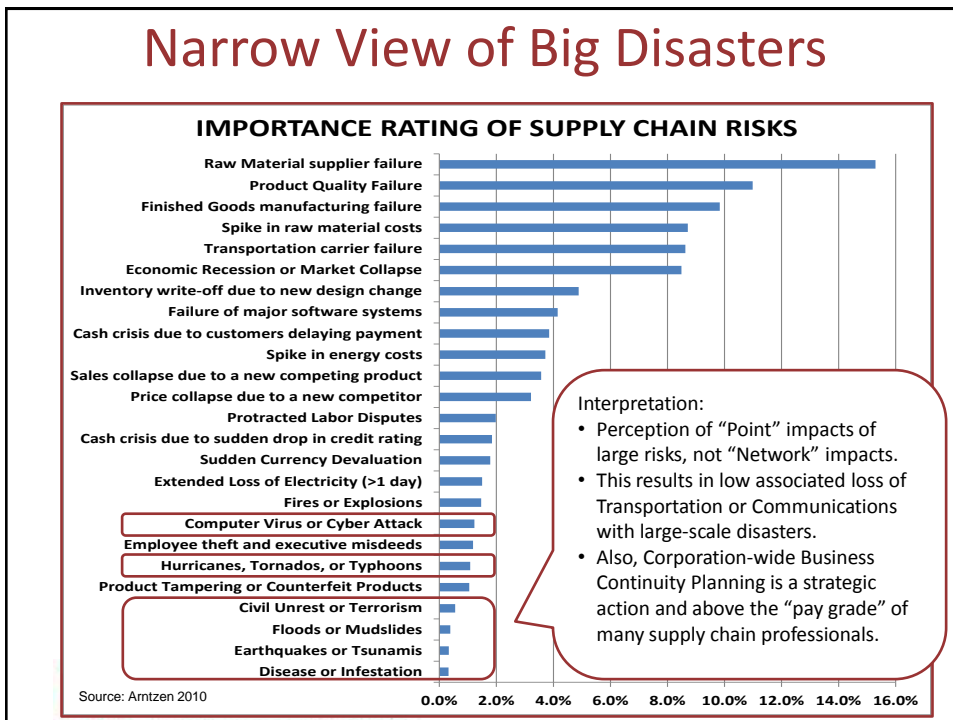 Narrow View of Big Disasters
IMPORTANCE RATING OF SUPPLY CHAIN RISKS
Raw Material supplier failure
Product Quality Failure
Finished Goods manufacturing failure
Spike in raw material costs
Transportation carrier failure
Economic Recession or Market Collapse
Inventory write-off due to new design change
Failure of major software systems
Cash crisis due to customers delaying payment
Spike in energy costs
Sales collapse due to a new competing product
Price collapse due to a new competitor
Protracted Labor Disputes
Cash crisis due to sudden drop in credit rating
Sudden Currency Devaluation
Extended Loss of Electricity (>1 day)
Fires or Explosions
Computer Virus or Cyber Attack
Employee theft and executive misdeeds
Hurricanes, Tornados, or Typhoons
Product Tampering or Counterfeit Products
Civil Unrest or Terrorism
Floods or Mudslides
Earthquakes or Tsunamis
Disease or Infestation
Interpretation:
• Perception of “Point” impacts of
large risks, not “Network” impacts.
• This results in low associated loss of
Transportation or Communications
with large-scale disasters.
• Also, Corporation-wide Business
Continuity Planning is a strategic
action and above the “pay grade” of
many supply chain professionals.
Source: Arntzen 2010
0.0% 2.0% 4.0% 6.0% 8.0% 10.0% 12.0% 14.0% 16.0%